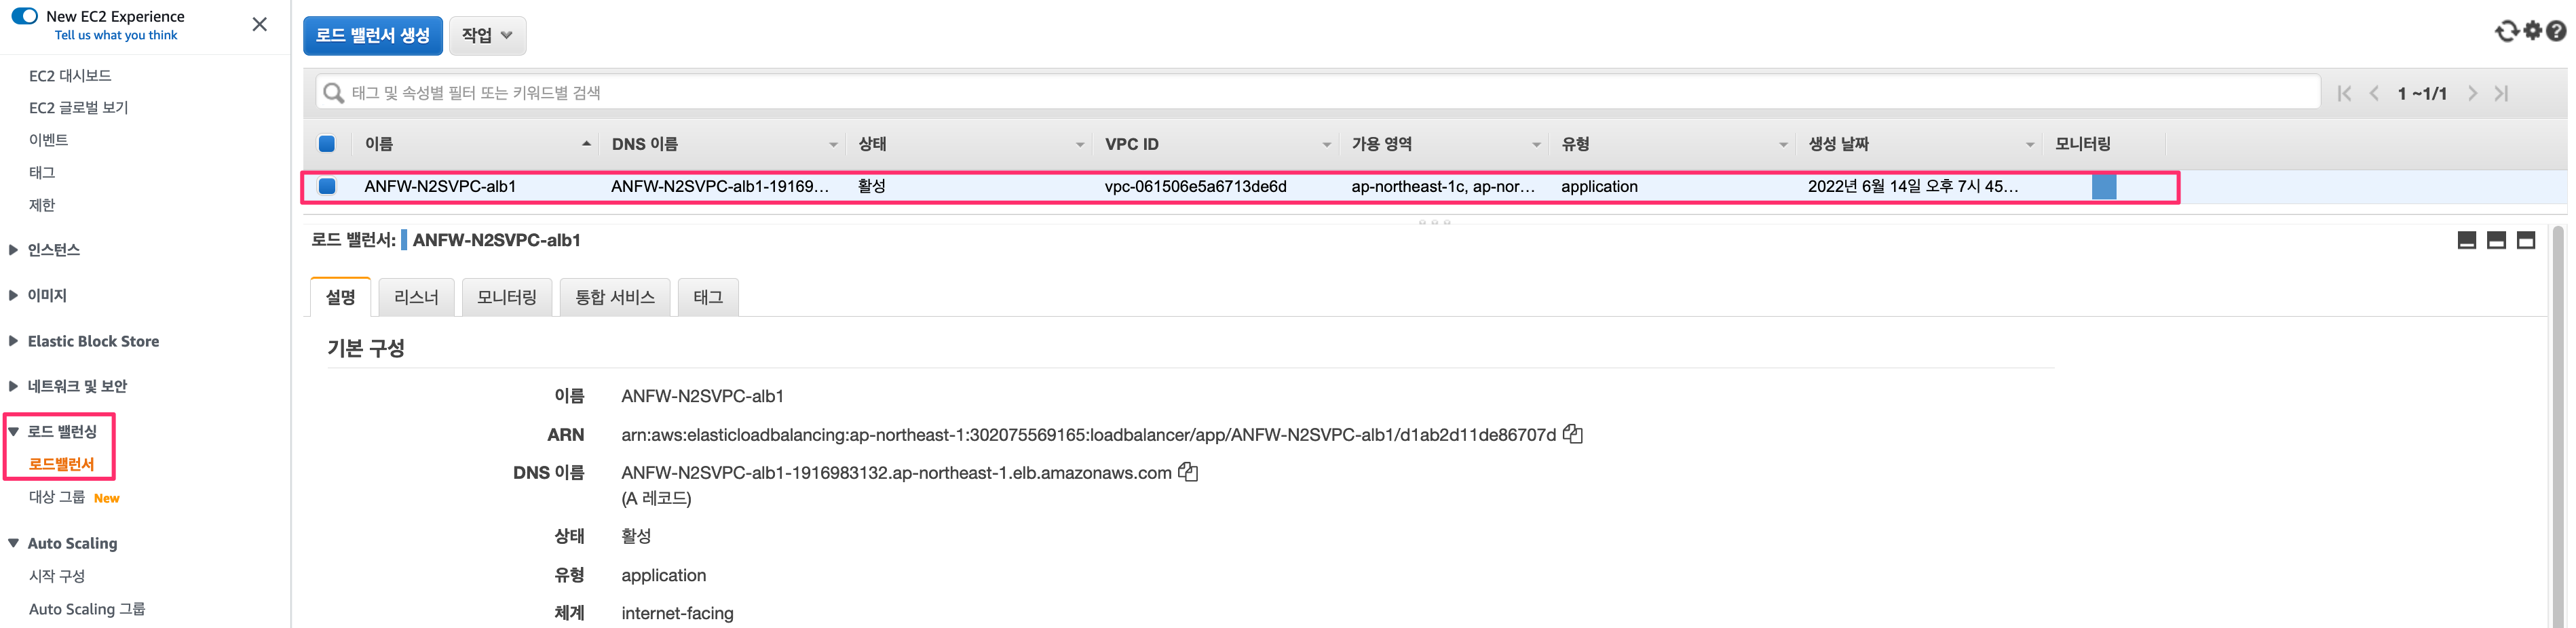 New EC2 Experience
Tell us what you think
EC2 대시보드
EC2 글로벌 보기
이벤트
태그
제한
인스턴스
이미지
Elastic Block Store
네트워크 및 보안
로드 밸런싱
로드밸런서
대상 그룹 New
Auto Scaling
시작 구성
Auto Scaling 그룹
로드 밸런서 생성 작업
태그 및 속성별 필터 또는 키워드별 검색
1 ~1/1
이름 DNS 이름 상태 VPC ID 가용 영역 유형 생성 날짜 모니터링
ANFW-N2SVPC-alb1 ANFW-N2SVPC-alb1-19169... 활성 vpc-061506e5a6713de6d ap-northeast-1c, ap-nor... application 2022년 6월 14일 오후 7시 45...
로드 밸런서: ANFW-N2SVPC-alb1
설명 리스너 모니터링 통합 서비스 태그
기본 구성
이름 ANFW-N2SVPC-alb1
ARN arn:aws:elasticloadbalancing:ap-northeast-1:302075569165:loadbalancer/app/ANFW-N2SVPC-alb1/d1ab2d11de86707d
DNS 이름 ANFW-N2SVPC-alb1-1916983132.ap-northeast-1.elb.amazonaws.com
(A 레코드)
상태 활성
유형 application
체계 internet-facing